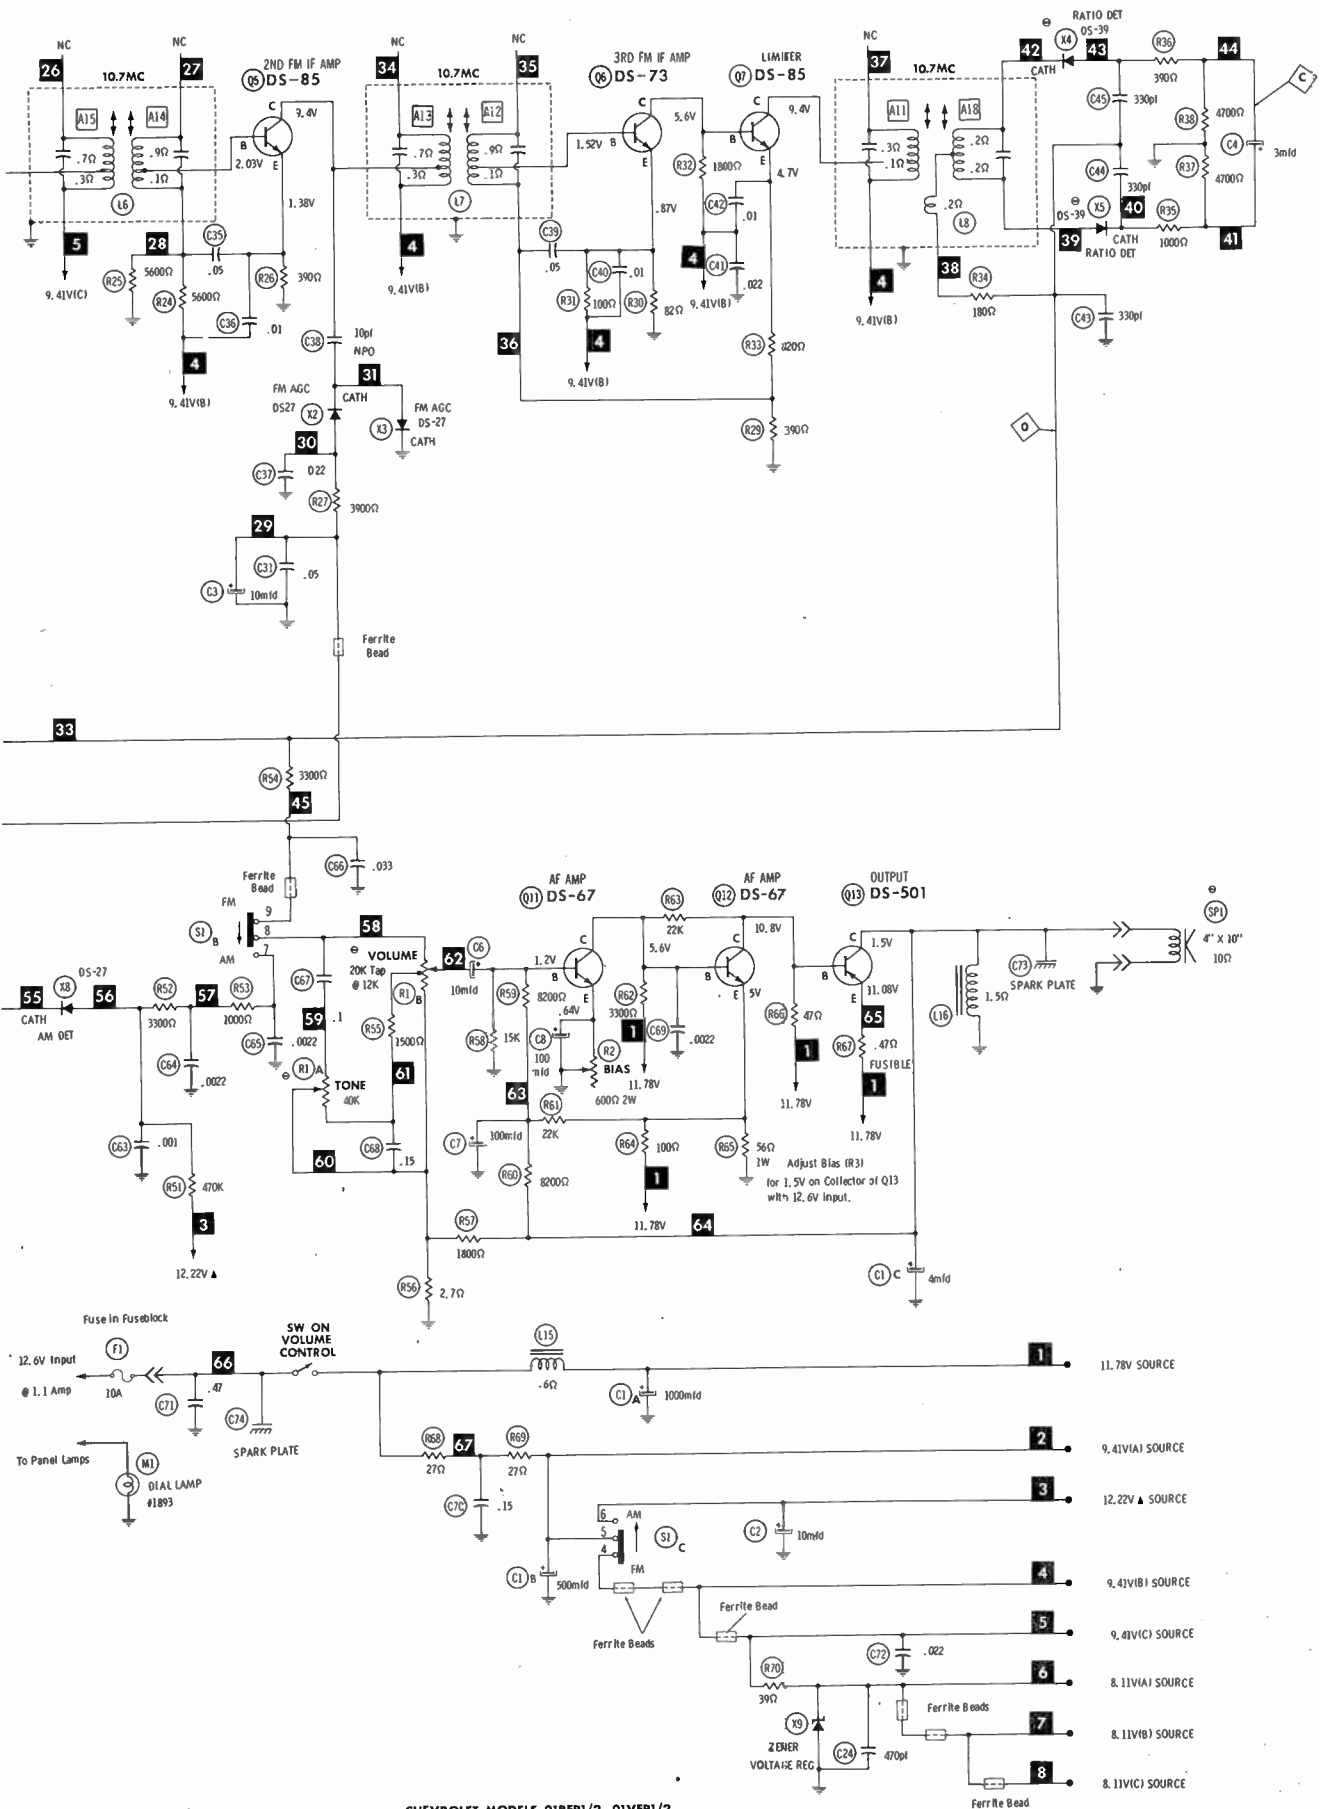 NC
26
NC
27
10.7MC
A15
A14
.7Ω
.3Ω
.9Ω
.1Ω
L6
5
9.41V(C)
28
2ND FM IF AMP
Q5 DS-85
C
9.4V
B
2.03V
E
1.38V
C35
.05
R25
5600Ω
R24
5600Ω
R26
390Ω
C36
.01
4
9.41V(B)
NC
34
35
10.7MC
A13
A12
.7Ω
.3Ω
.9Ω
.1Ω
L7
4
9.41V(B)
C38
10pf
NPO
31
CATH
FM AGC
DS27
X2
FM AGC
DS-27
X3
CATH
30
C37
R27
3900Ω
29
C31
.05
C3
10mfd
Ferrite
Bead
3RD FM IF AMP
Q6 DS-73
C
5.6V
1.52V
B
E
.87V
C39
.05
C40
.01
R31
100Ω
R30
82Ω
36
4
9.41V(B)
LIMIFER
Q7 DS-85
C
9.4V
B
E
4.7V
R32
1800Ω
C42
.01
C41
.022
4
9.41V(B)
R33
820Ω
R29
390Ω
NC
37
10.7MC
A11
A18
.3Ω
.1Ω
.2Ω
.2Ω
.2Ω
L8
4
9.41V(B)
38
R34
180Ω
RATIO DET
DS-39
42
X4
43
CATH
R36
390Ω
44
C
C45
330pf
R38
4700Ω
C4
3mfd
R37
4700Ω
C44
330pf
DS-39
X5
40
R35
39
CATH
1000Ω
41
RATIO DET
C43
330pf
O
33
R54
3300Ω
45
C66
.033
Ferrite
Bead
FM
S1
B
9
8
7
AM
58
55
DS-27
X8
56
CATH
AM DET
R52
3300Ω
57
R53
1000Ω
C64
.0022
C65
.0022
C67
.1
59
R1 A
TONE
40K
VOLUME
20K Tap
@ 12K
R1
B
R55
1500Ω
61
C68
.15
60
C63
.001
R51
470K
3
12.22V ▲
62
C6
10mfd
R58
15K
R59
8200Ω
63
C7
100mfd
R60
8200Ω
R57
1800Ω
R56
2.7Ω
AF AMP
Q11 DS-67
1.2V
C
B
E
.64V
C8
100
mfd
R2
BIAS
600Ω 2W
R61
22K
R62
3300Ω
1
11.78V
R63
22K
5.6V
C69
.0022
R64
100Ω
1
11.78V
AF AMP
Q12 DS-67
C
10.8V
B
E
5V
R65
56Ω
1W
R66
47Ω
1
11.78V
OUTPUT
Q13 DS-501
C
1.5V
B
E
11.08V
65
R67
.47Ω
FUSIBLE
1
11.78V
Adjust Bias (R3)
for 1.5V on Collector of Q13
with 12.6V input.
64
C1 C
4mfd
L16
1.5Ω
C73
SPARK PLATE
SP1
4" X 10"
10Ω
Fuse in Fuseblock
F1
12.6V Input
@ 1.1 Amp
10A
66
.47
C71
C74
SPARK PLATE
SW ON
VOLUME
CONTROL
L15
.6Ω
C1 A
1000mfd
1
11.78V SOURCE
To Panel Lamps
M1
DIAL LAMP
#1893
R68
27Ω
67
R69
27Ω
.15
2
9.41V(A) SOURCE
3
12.22V ▲ SOURCE
6
5
4
AM
S1
C
FM
C2
10mfd
C1 B
500mfd
Ferrite Beads
4
9.41V(B) SOURCE
Ferrite Bead
5
9.41V(C) SOURCE
C72
.022
R70
39Ω
6
8.11V(A) SOURCE
X9
ZENER
VOLTAGE REG
C24
470pf
Ferrite Beads
7
8.11V(B) SOURCE
8
8.11V(C) SOURCE
Ferrite Bead